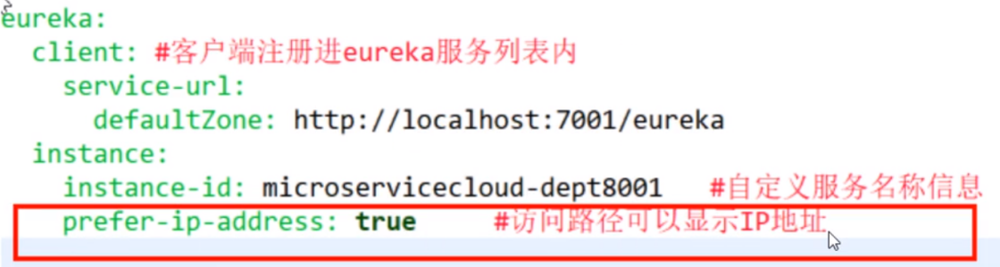 eureka:
client: #客户端注册进eureka服务列表内
service-url:
defaultZone: http://localhost:7001/eureka
instance:
instance-id: microservicecloud-dept8001 #自定义服务名称信息
prefer-ip-address: true #访问路径可以显示IP地址